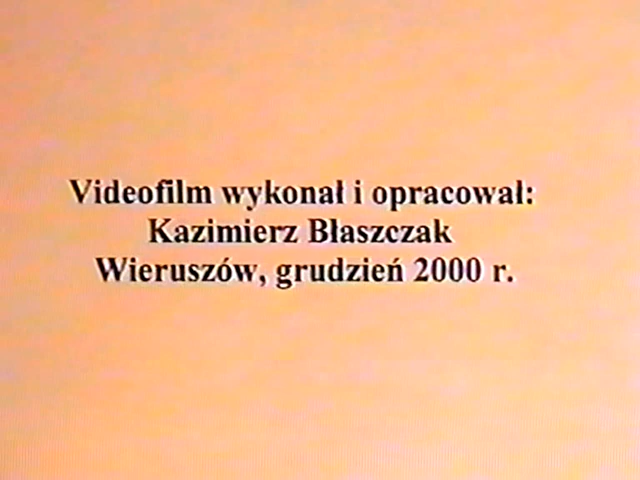 Videofilm wykonał i opracował:
Kazimierz Błaszczak
Wieruszów, grudzień 2000 r.